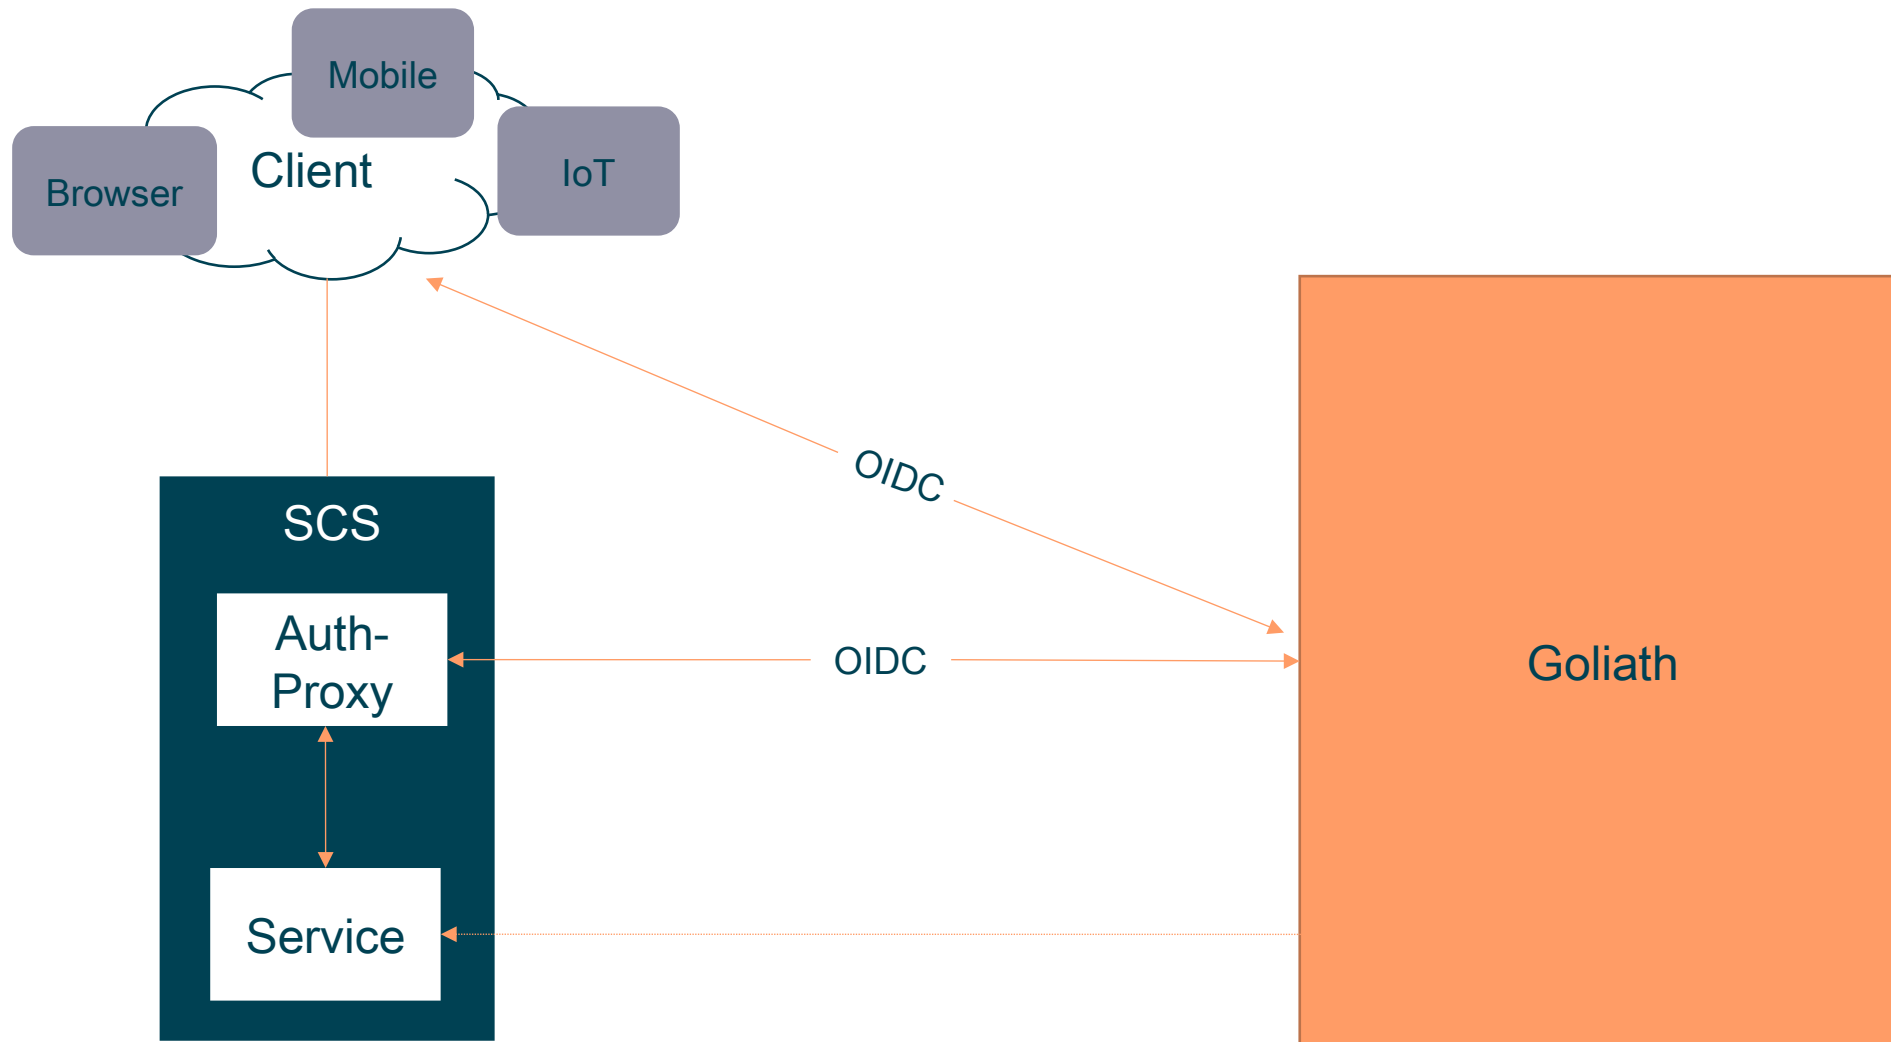 Mobile
Client
IoT
Browser
OIDC
SCS
Auth-
Proxy
OIDC
Goliath
Service